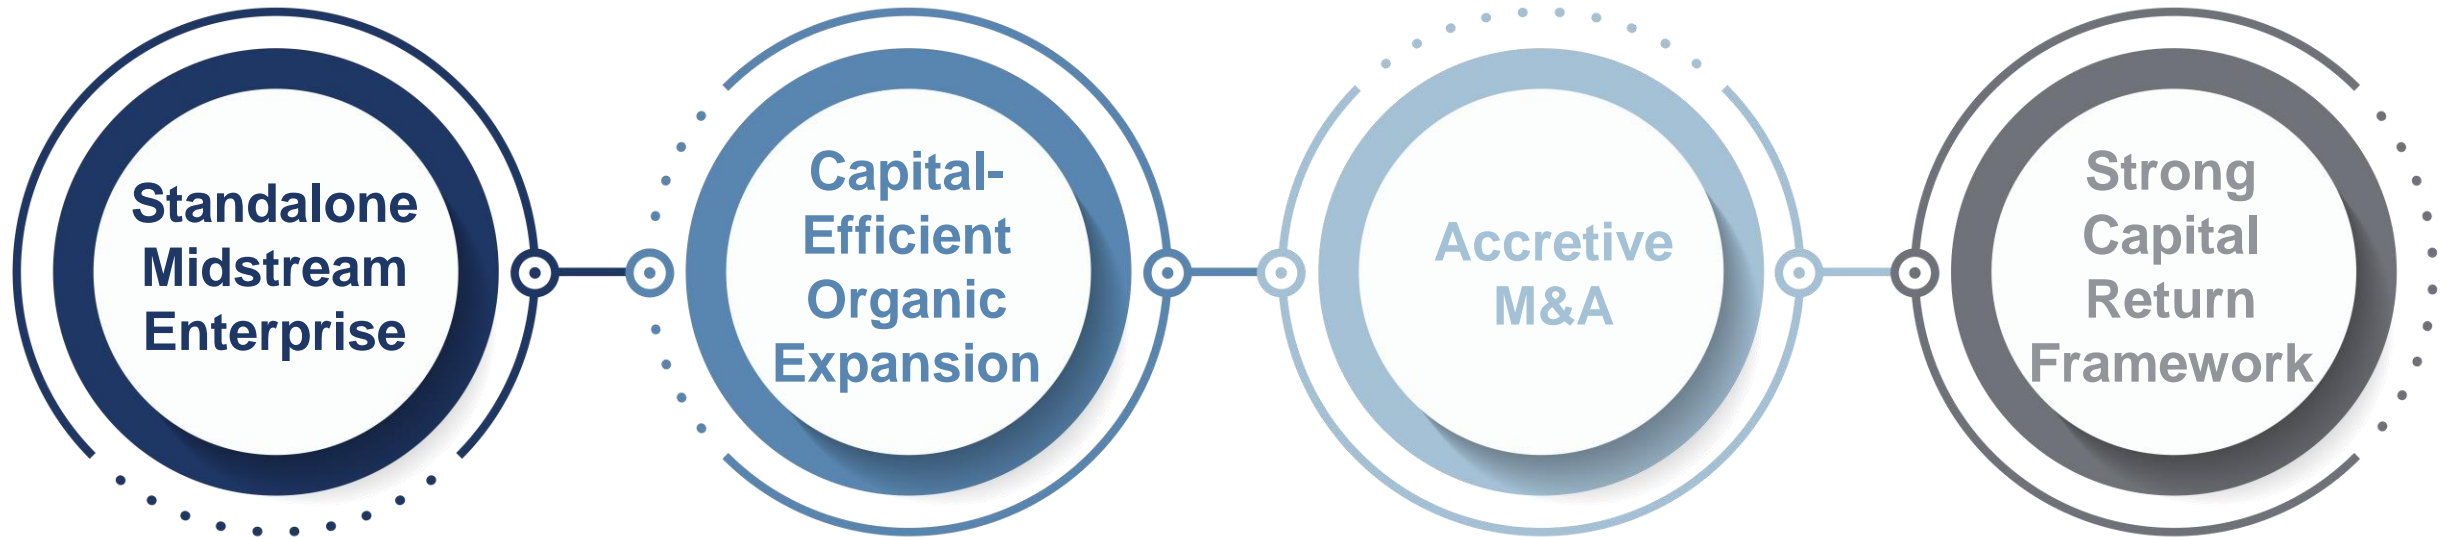 Standalone
Midstream
Enterprise
Capital-
Efficient
Organic
Expansion
Accretive
M&A
Strong
Capital
Return
Framework